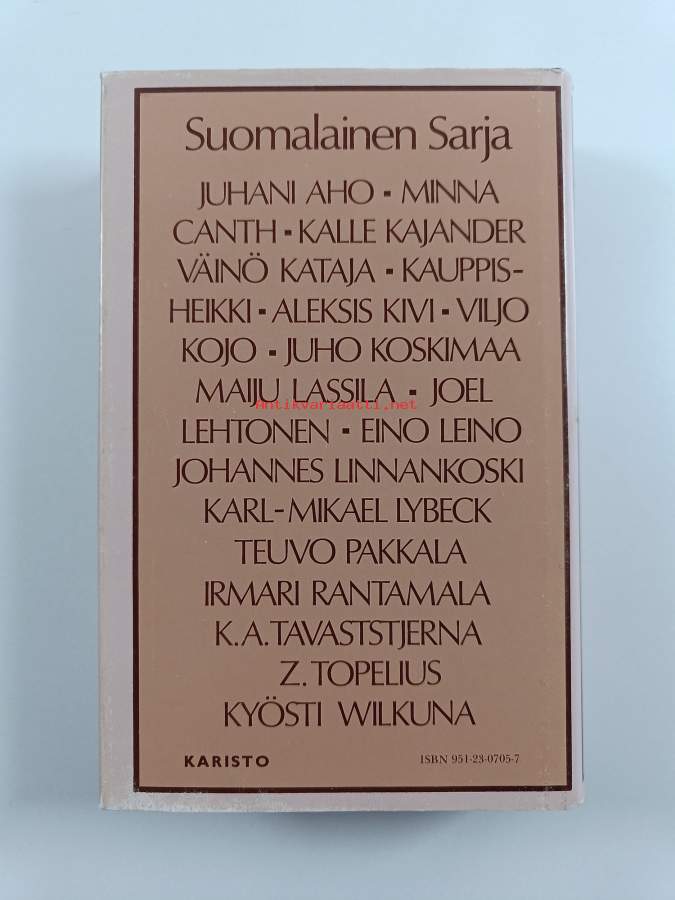 Suomalainen Sarja
JUHANI AHO ▪ MINNA
CANTH ▪ KALLE KAJANDER
VÄINÖ KATAJA ▪ KAUPPIS-
HEIKKI ▪ ALEKSIS KIVI ▪ VILJO
KOJO ▪ JUHO KOSKIMAA
MAIJU LASSILA ▪ JOEL
Antikvariaatti.net
LEHTONEN ▪ EINO LEINO
JOHANNES LINNANKOSKI
KARL-MIKAEL LYBECK
TEUVO PAKKALA
IRMARI RANTAMALA
K.A. TAVASTSTJERNA
Z. TOPELIUS
KYÖSTI WILKUNA
KARISTO ISBN 951-23-0705-7